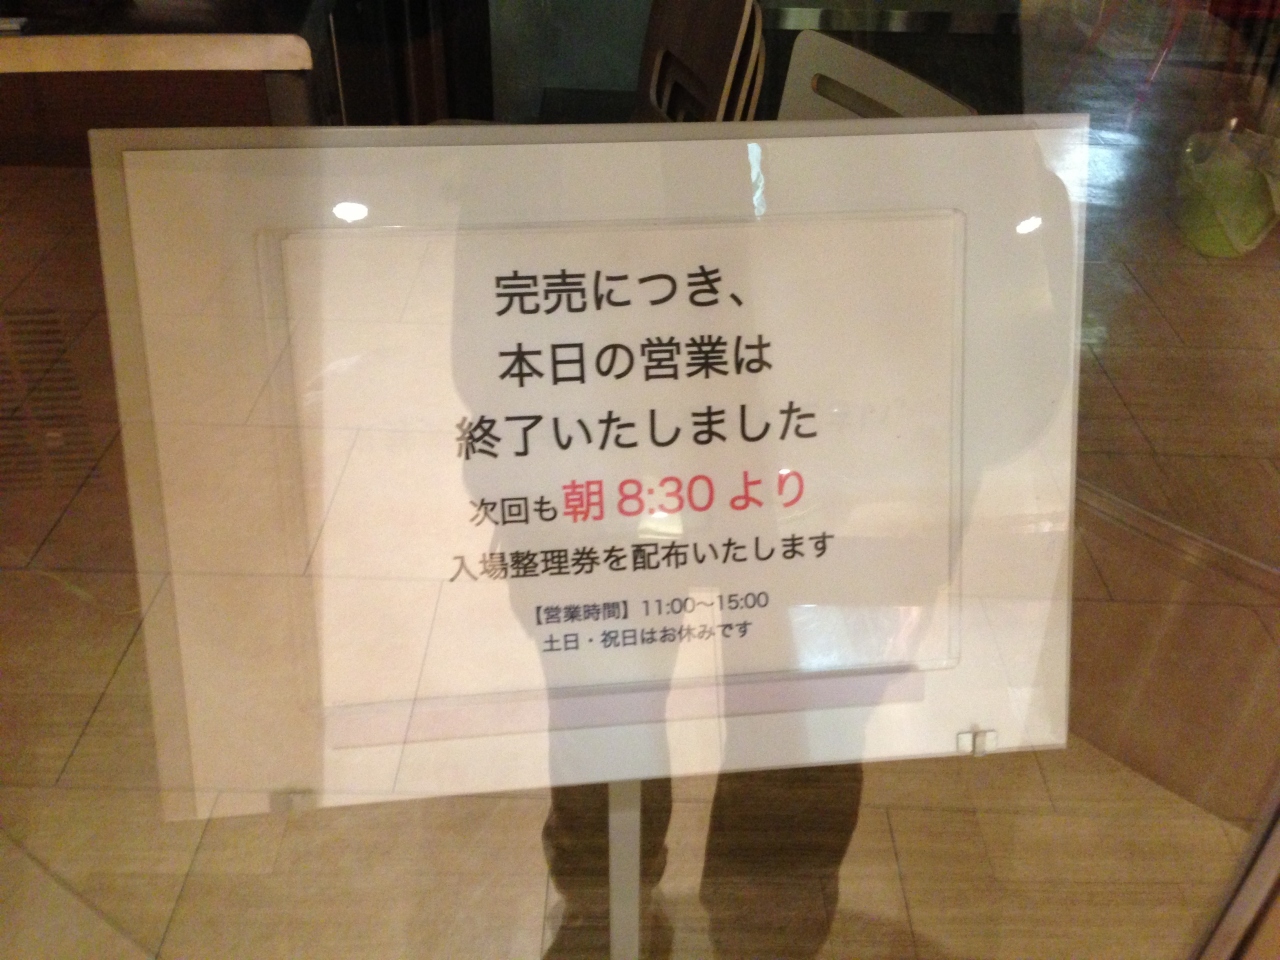 完売につき、
本日の営業は
終了いたしました
次回も朝8:30より
入場整理券を配布いたします
【営業時間】11:00〜15:00
土日・祝日はお休みです